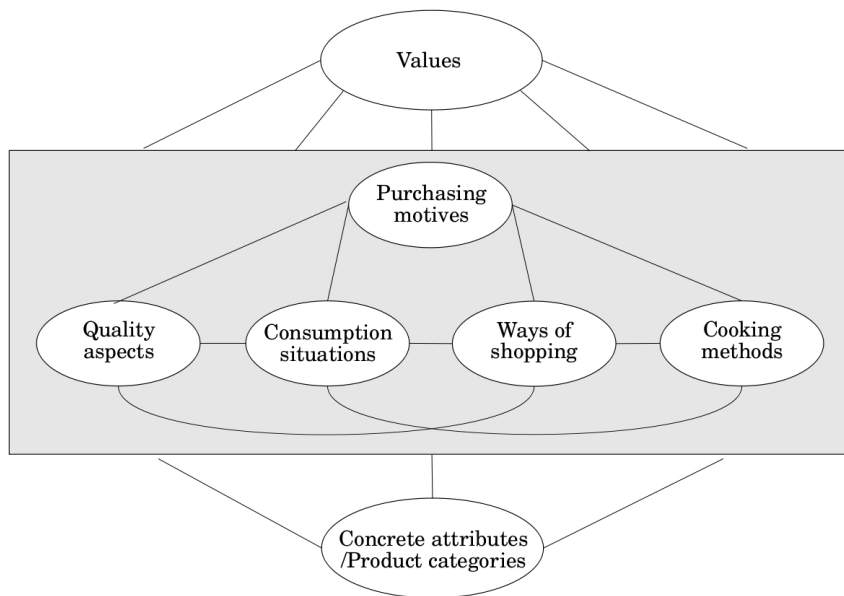 Values
Purchasing
motives
Quality
aspects
Consumption
situations
Ways of
shopping
Cooking
methods
Concrete attributes
/Product categories